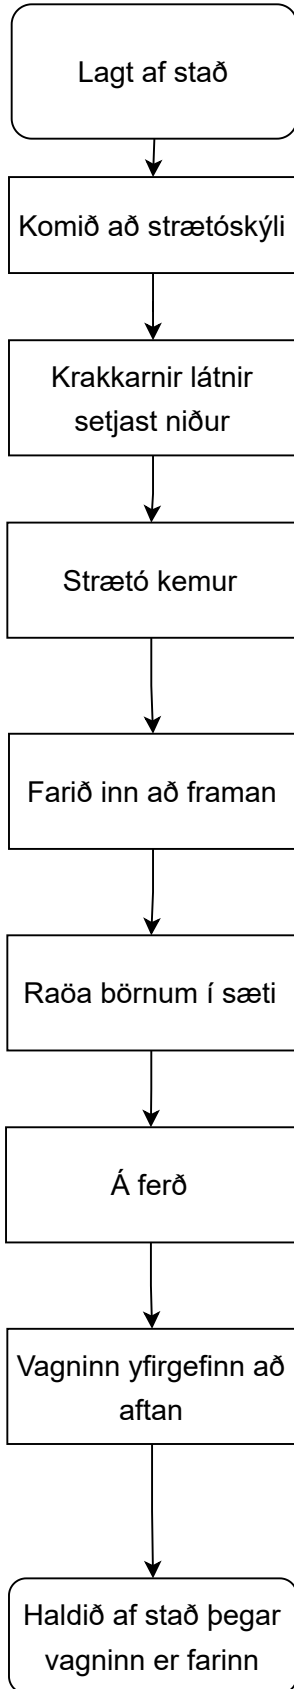 Lagt af stað
Komið að strætóskýli
Krakkarnir látnir
setjast niður
Strætó kemur
Farið inn að framan
Raöa börnum í sæti
Á ferð
Vagninn yfirgefinn að
aftan
Haldið af stað þegar
vagninn er farinn